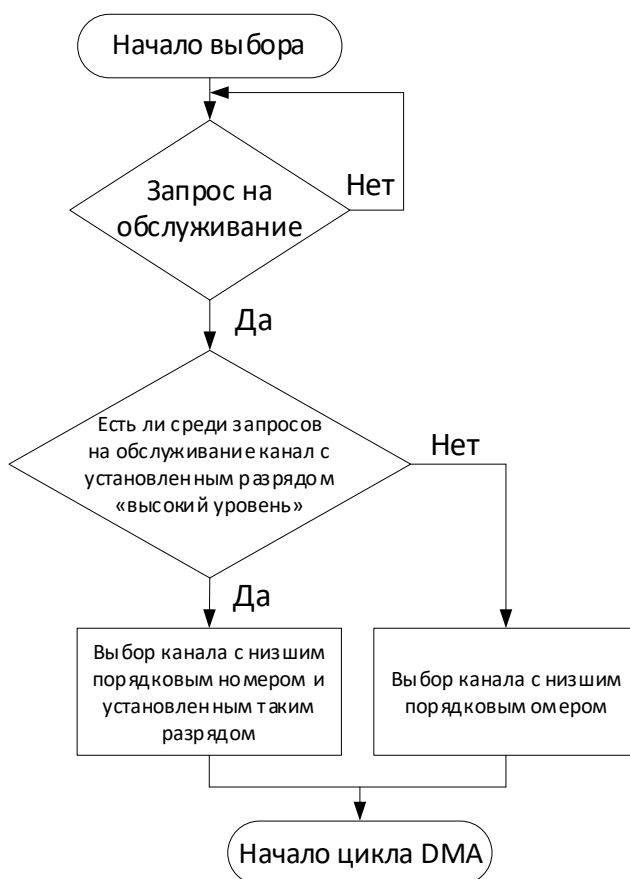 Начало выбора
Запрос на
обслуживание
Нет
Да
Есть ли среди запросов
на обслуживание канал с
установленным разрядом
«высокий уровень»
Нет
Да
Выбор канала с низшим
порядковым номером и
установленным таким
разрядом
Выбор канала с низшим
порядковым омером
Начало цикла DMA